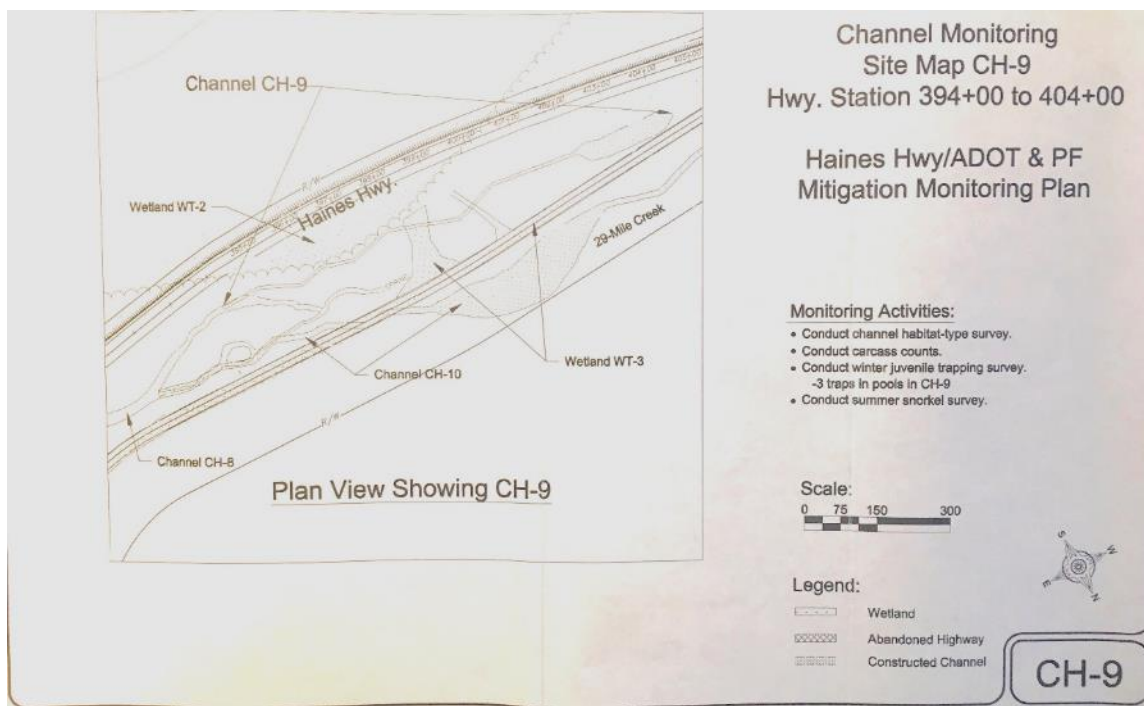 Channel Monitoring
Site Map CH-9
Hwy. Station 394+00 to 404+00
Haines Hwy/ADOT & PF
Mitigation Monitoring Plan
Channel CH-9
R/W
Wetland WT-2
Haines Hwy.
29-Mile Creek
Wetland WT-3
Channel CH-10
R/W
Channel CH-8
Plan View Showing CH-9
Monitoring Activities:
• Conduct channel habitat-type survey.
• Conduct carcass counts.
• Conduct winter juvenile trapping survey.
-3 traps in pools in CH-9
• Conduct summer snorkel survey.
Scale:
0 75 150 300
S
W
E
N
Legend:
Wetland
Abandoned Highway
Constructed Channel
CH-9